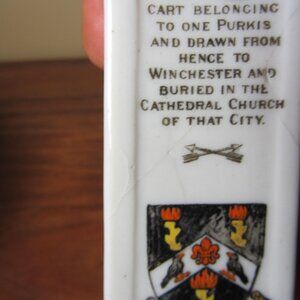 CART BELONGING
TO ONE PURKIS
AND DRAWN FROM
HENCE TO
WINCHESTER AND
BURIED IN THE
CATHEDRAL CHURCH
OF THAT CITY.